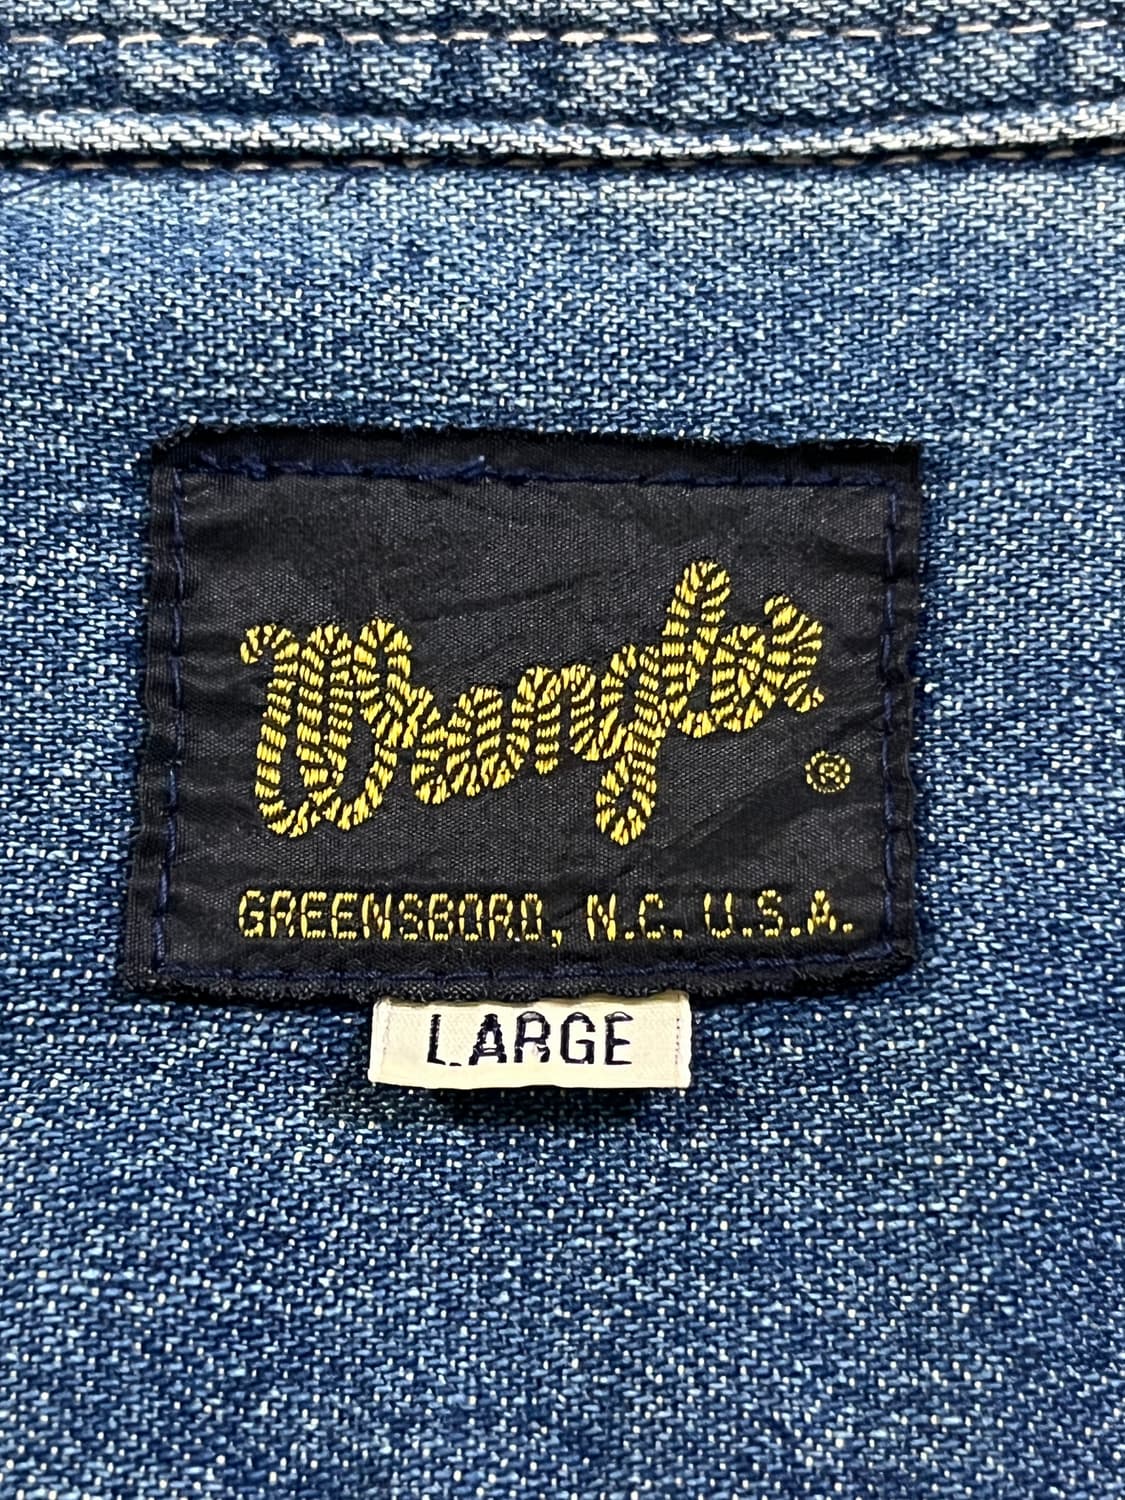 Wrangler
®
GREENSBORO, N.C. U.S.A.
LARGE